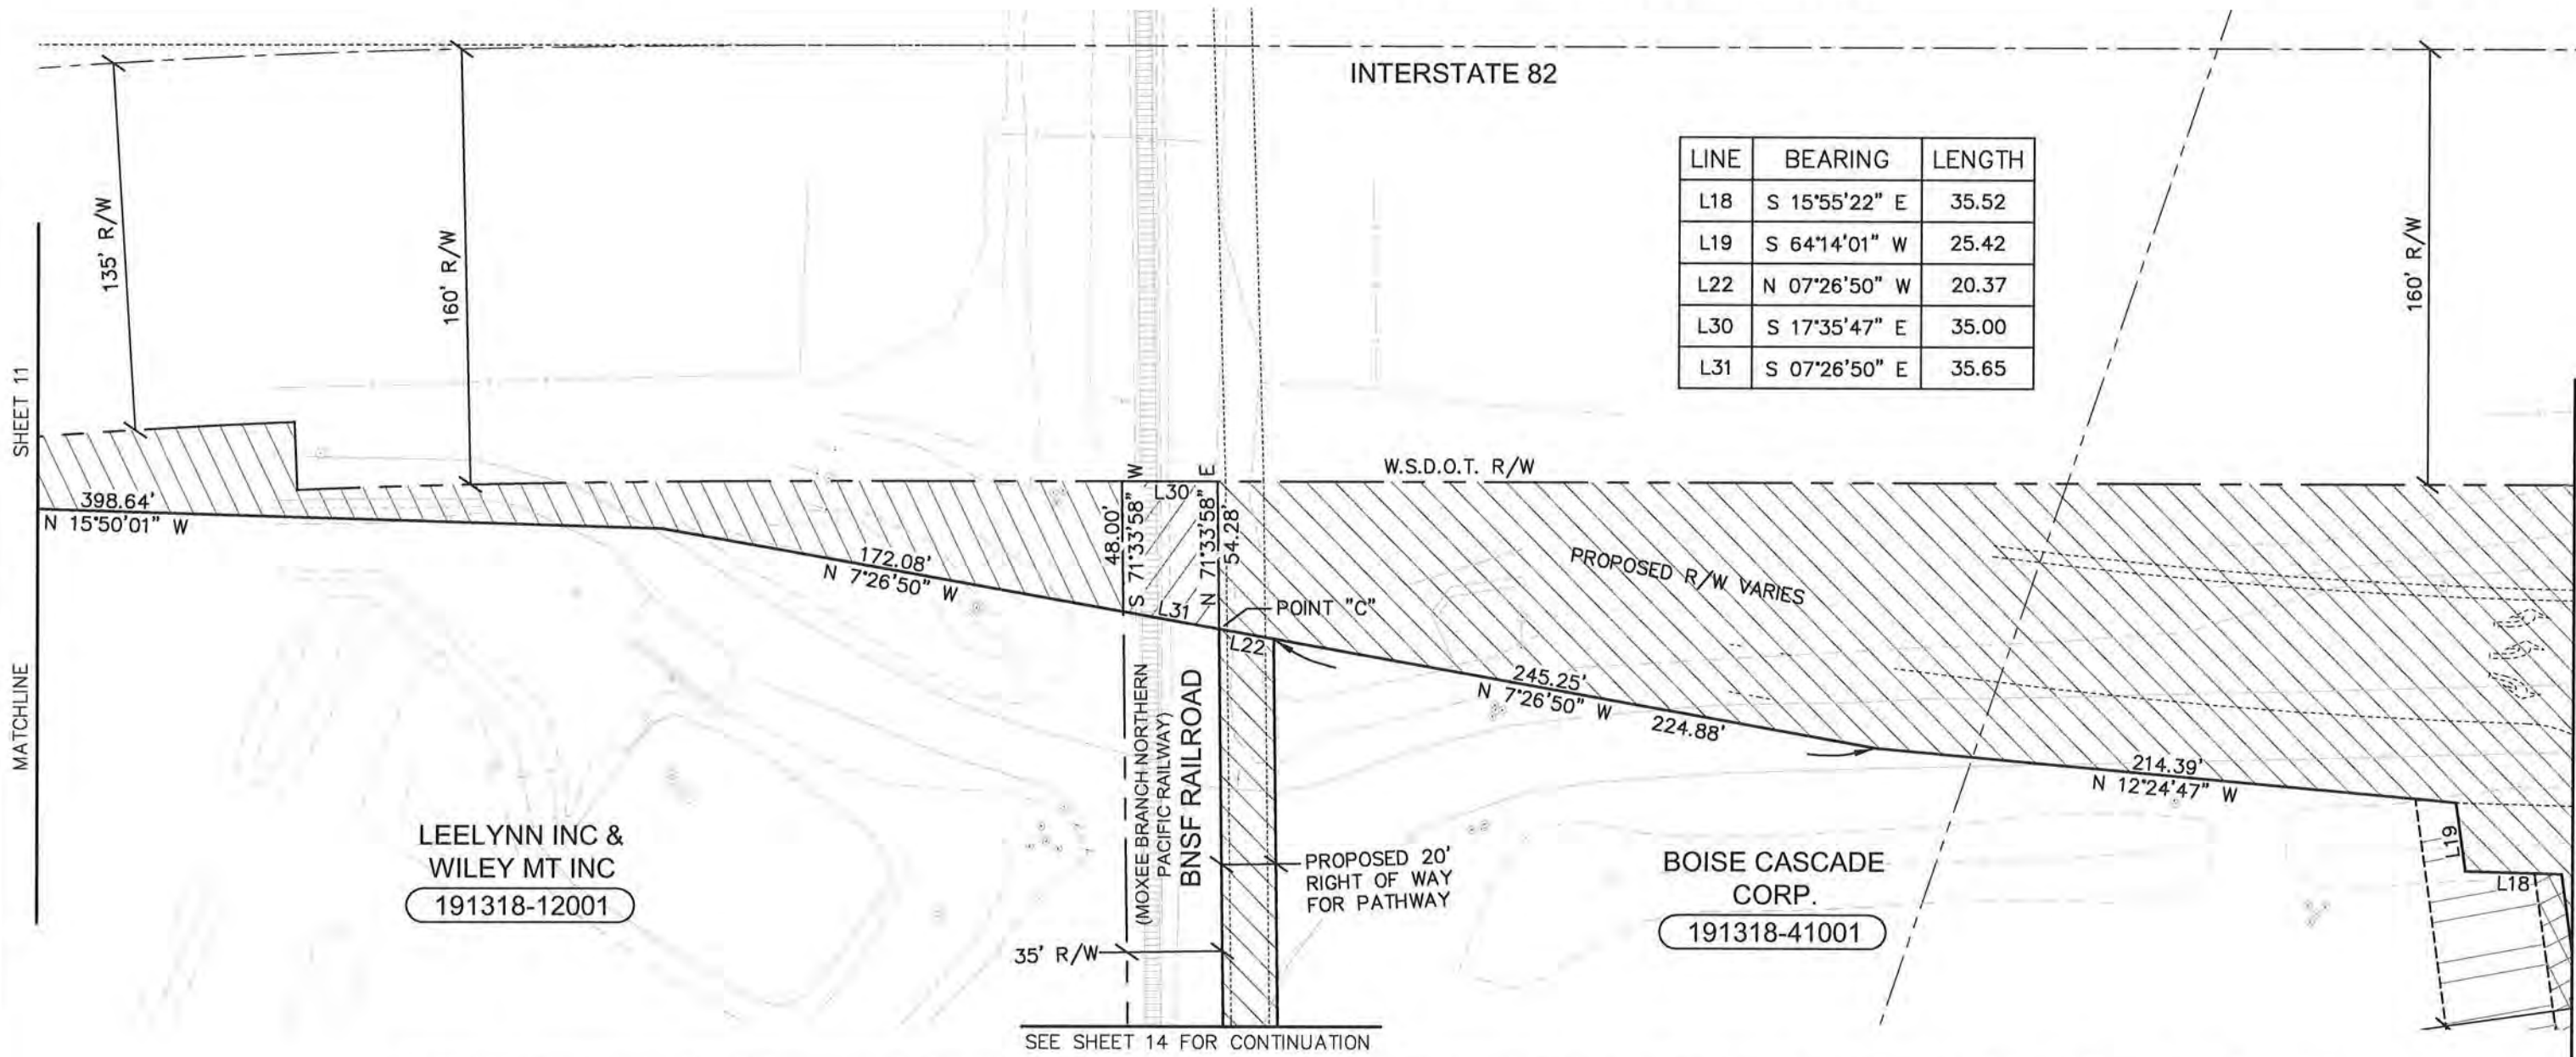 INTERSTATE 82
LINE BEARING LENGTH
L18 S 15°55'22" E 35.52
L19 S 64°14'01" W 25.42
L22 N 07°26'50" W 20.37
L30 S 17°35'47" E 35.00
L31 S 07°26'50" E 35.65
135' R/W
160' R/W
160' R/W
SHEET 11
MATCHLINE
W.S.D.O.T. R/W
398.64'
N 15°50'01" W
172.08'
N 7°26'50" W
48.00'
S 71°33'58" W
L30
N 71°33'58" E
54.28'
L31
POINT "C"
L22
PROPOSED R/W VARIES
245.25'
N 7°26'50" W
224.88'
214.39'
N 12°24'47" W
L19
L18
(MOXEE BRANCH NORTHERN
PACIFIC RAILWAY)
BNSF RAILROAD
LEELYNN INC &
WILEY MT INC
191318-12001
PROPOSED 20'
RIGHT OF WAY
FOR PATHWAY
BOISE CASCADE
CORP.
191318-41001
35' R/W
SEE SHEET 14 FOR CONTINUATION